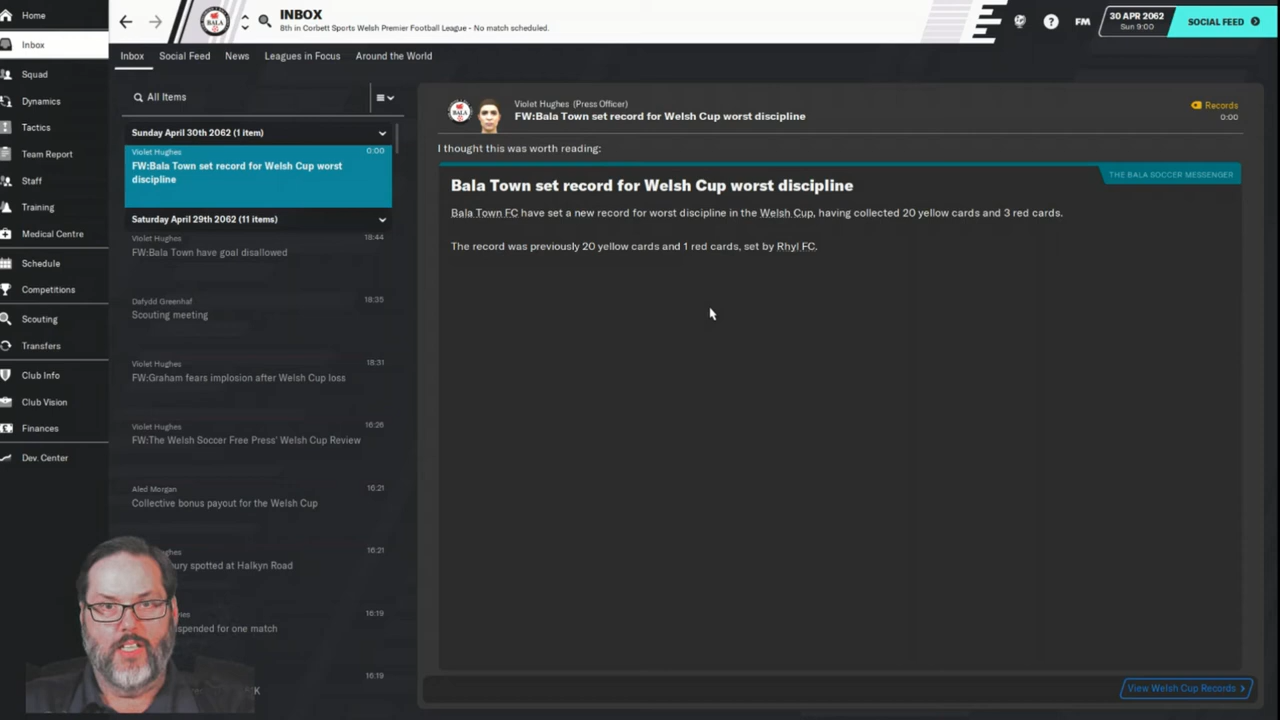 Home
Inbox
Squad
Dynamics
Tactics
Team Report
Staff
Training
Medical Centre
Schedule
Competitions
Scouting
Transfers
Club Info
Club Vision
Finances
Dev. Center
BALA
INBOX
8th in Corbett Sports Welsh Premier Football League - No match scheduled.
?
FM
30 APR 2062
Sun 9:00
SOCIAL FEED
Inbox
Social Feed
News
Leagues in Focus
Around the World
All Items
Sunday April 30th 2062 (1 item)
Violet Hughes
0:00
FW:Bala Town set record for Welsh Cup worst
discipline
Saturday April 29th 2062 (11 items)
Violet Hughes
18:44
FW:Bala Town have goal disallowed
Dafydd Greenhaf
18:35
Scouting meeting
Violet Hughes
18:31
FW:Graham fears implosion after Welsh Cup loss
Violet Hughes
16:26
FW:The Welsh Soccer Free Press' Welsh Cup Review
Aled Morgan
16:21
Collective bonus payout for the Welsh Cup
ughes
16:21
ury spotted at Halkyn Road
16:19
spended for one match
16:19
BALA
Violet Hughes (Press Officer)
FW:Bala Town set record for Welsh Cup worst discipline
Records
0:00
I thought this was worth reading:
THE BALA SOCCER MESSENGER
Bala Town set record for Welsh Cup worst discipline
Bala Town FC have set a new record for worst discipline in the Welsh Cup, having collected 20 yellow cards and 3 red cards.
The record was previously 20 yellow cards and 1 red cards, set by Rhyl FC.
View Welsh Cup Records